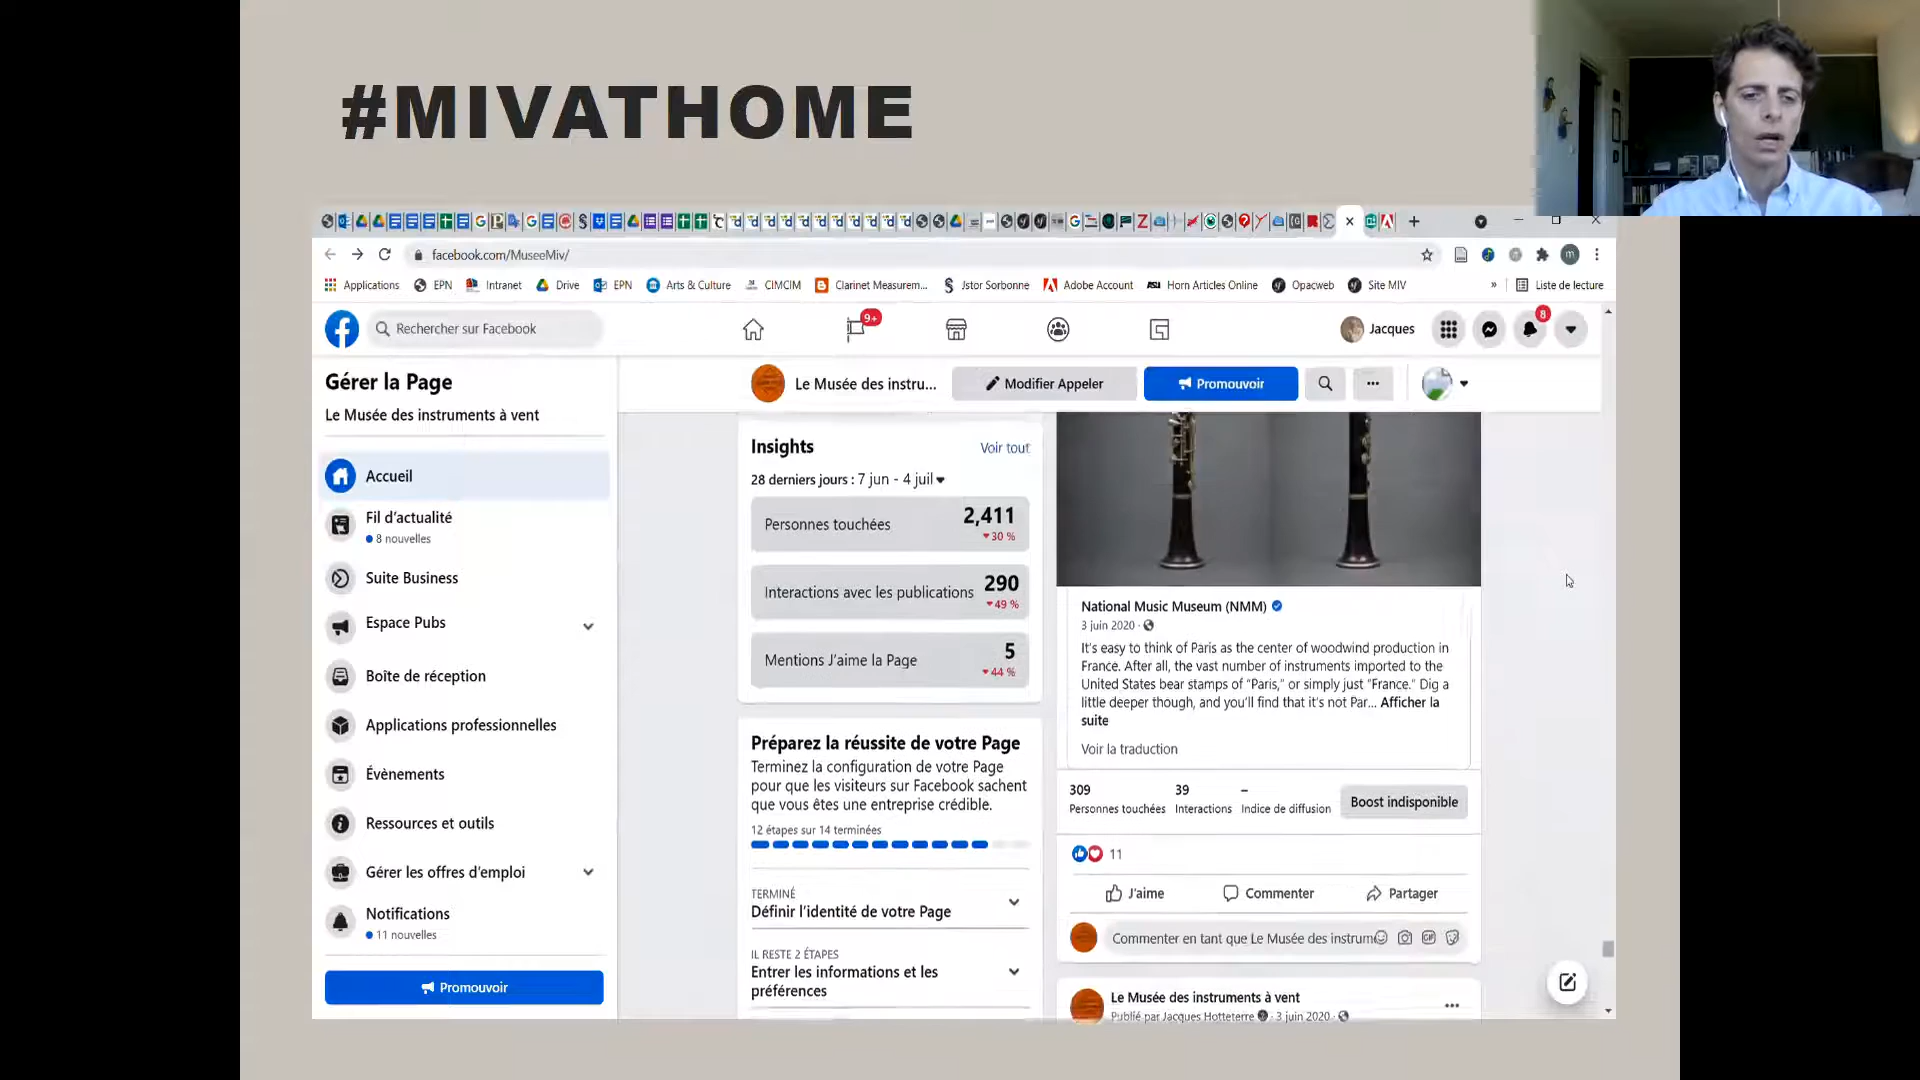 #MIVATHOME
facebook.com/MuseeMiv/
Applications EPN Intranet Drive EPN Arts & Culture CIMCIM Clarinet Measurem... Jstor Sorbonne Adobe Account Horn Articles Online Opacweb Site MIV » Liste de lecture
Rechercher sur Facebook
9+
Jacques
8
Gérer la Page
Le Musée des instruments à vent
Accueil
Fil d'actualité
8 nouvelles
Suite Business
Espace Pubs
Boîte de réception
Applications professionnelles
Évènements
Ressources et outils
Gérer les offres d'emploi
Notifications
11 nouvelles
Promouvoir
Le Musée des instru...
Modifier Appeler
Promouvoir
Insights
Voir tout
28 derniers jours : 7 jun - 4 juil
Personnes touchées
2,411
30 %
Interactions avec les publications
290
49 %
Mentions J'aime la Page
5
44 %
Préparez la réussite de votre Page
Terminez la configuration de votre Page
pour que les visiteurs sur Facebook sachent
que vous êtes une entreprise crédible.
12 étapes sur 14 terminées
TERMINÉ
Définir l'identité de votre Page
IL RESTE 2 ÉTAPES
Entrer les informations et les
préférences
National Music Museum (NMM)
3 juin 2020 ·
It's easy to think of Paris as the center of woodwind production in
France. After all, the vast number of instruments imported to the
United States bear stamps of "Paris," or simply just "France." Dig a
little deeper though, and you'll find that it's not Par... Afficher la
suite
Voir la traduction
309
Personnes touchées
39
Interactions
–
Indice de diffusion
Boost indisponible
11
J'aime
Commenter
Partager
Commenter en tant que Le Musée des instrum
GIF
Le Musée des instruments à vent
Publié par Jacques Hotteterre · 3 juin 2020 ·